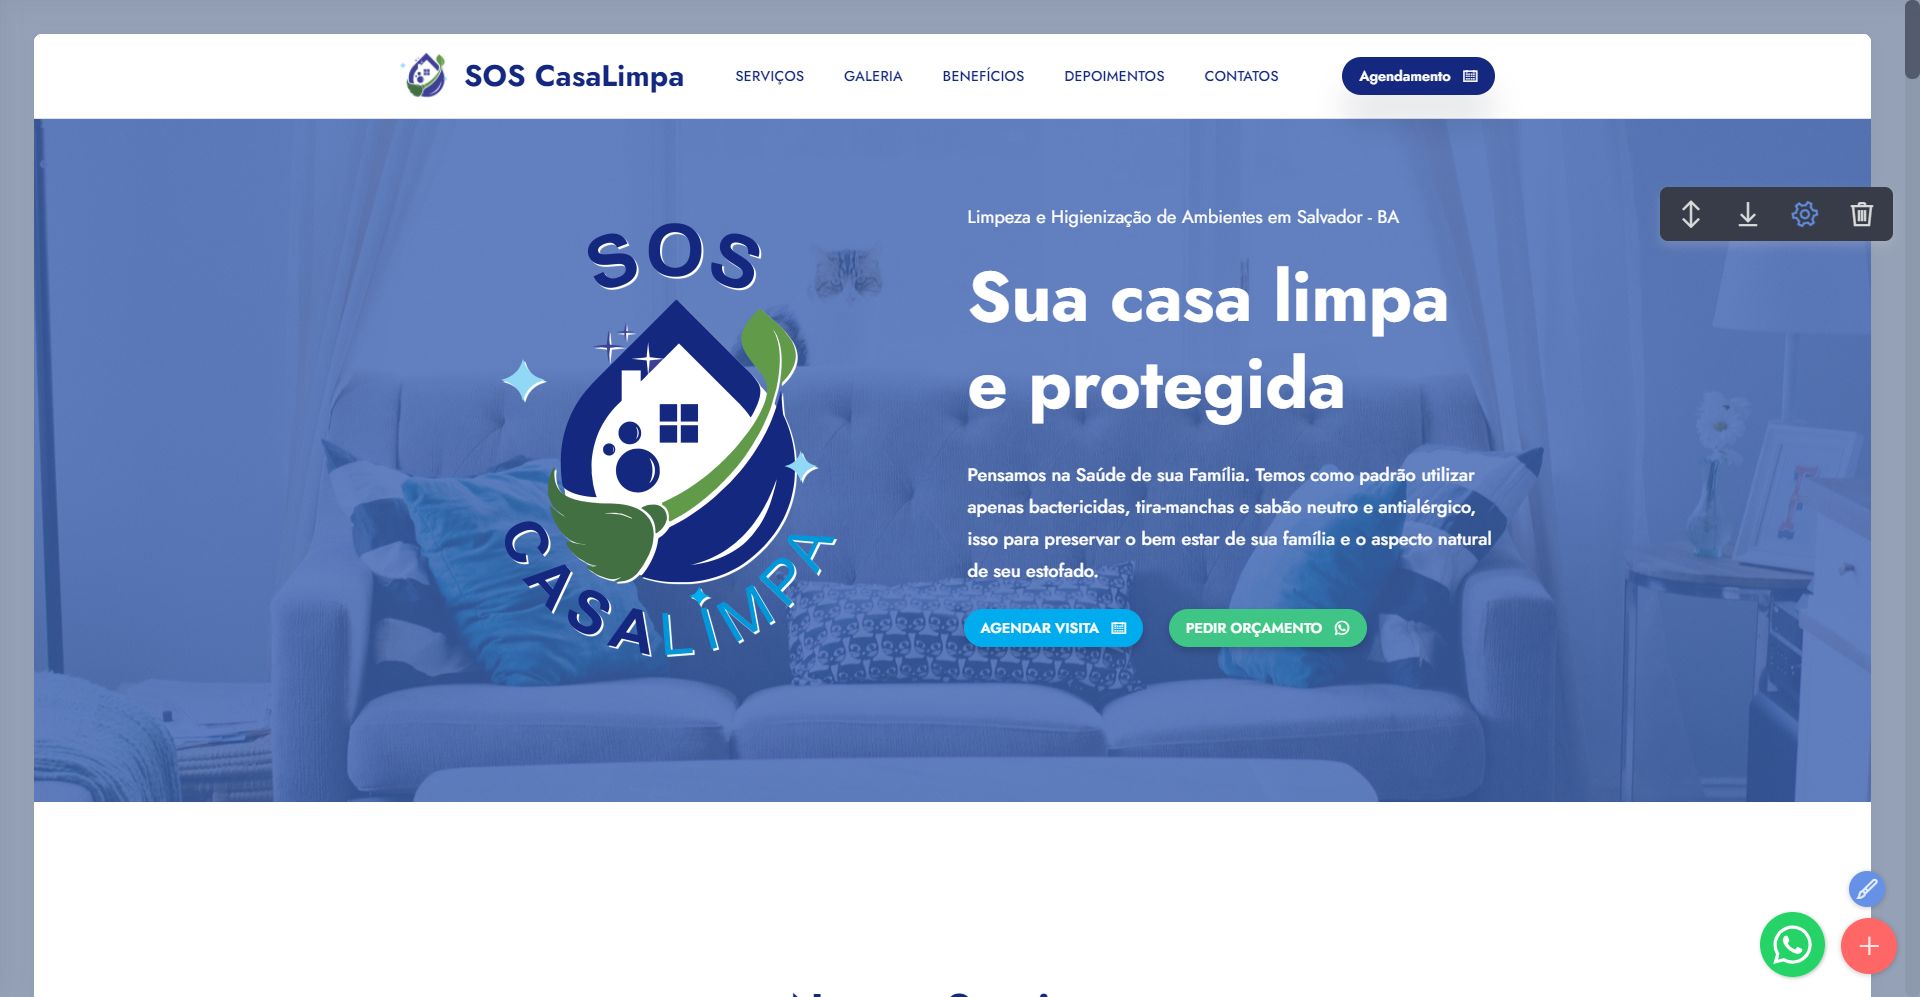 SOS CasaLimpa
SERVIÇOS
GALERIA
BENEFÍCIOS
DEPOIMENTOS
CONTATOS
Agendamento
SOS
CASALIMPA
Limpeza e Higienização de Ambientes em Salvador - BA
Sua casa limpa
e protegida
Pensamos na Saúde de sua Família. Temos como padrão utilizar
apenas bactericidas, tira-manchas e sabão neutro e antialérgico,
isso para preservar o bem estar de sua família e o aspecto natural
de seu estofado.
AGENDAR VISITA
PEDIR ORÇAMENTO